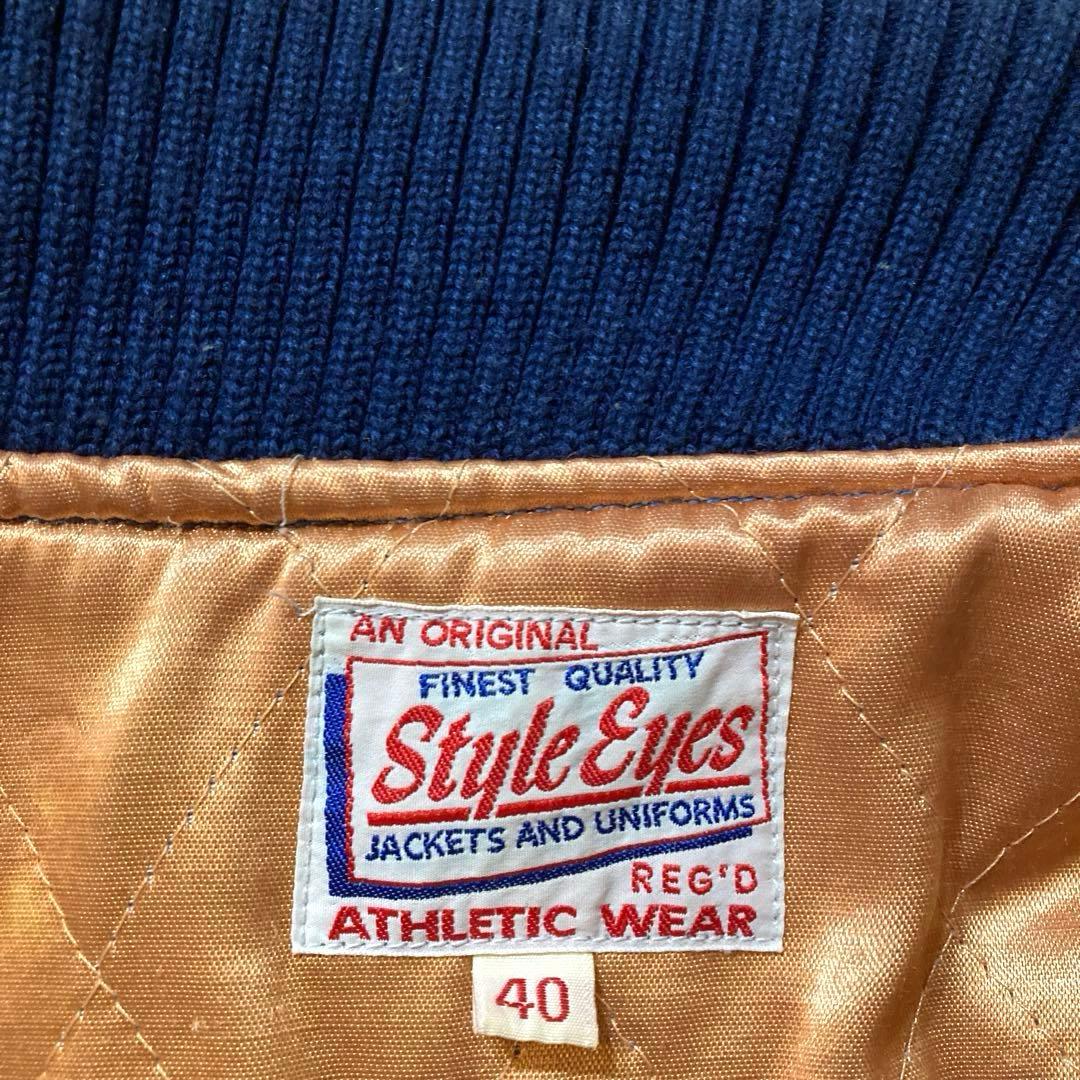 AN ORIGINAL
FINEST QUALITY
Style Eyes
JACKETS AND UNIFORMS
REG'D
ATHLETIC WEAR
40